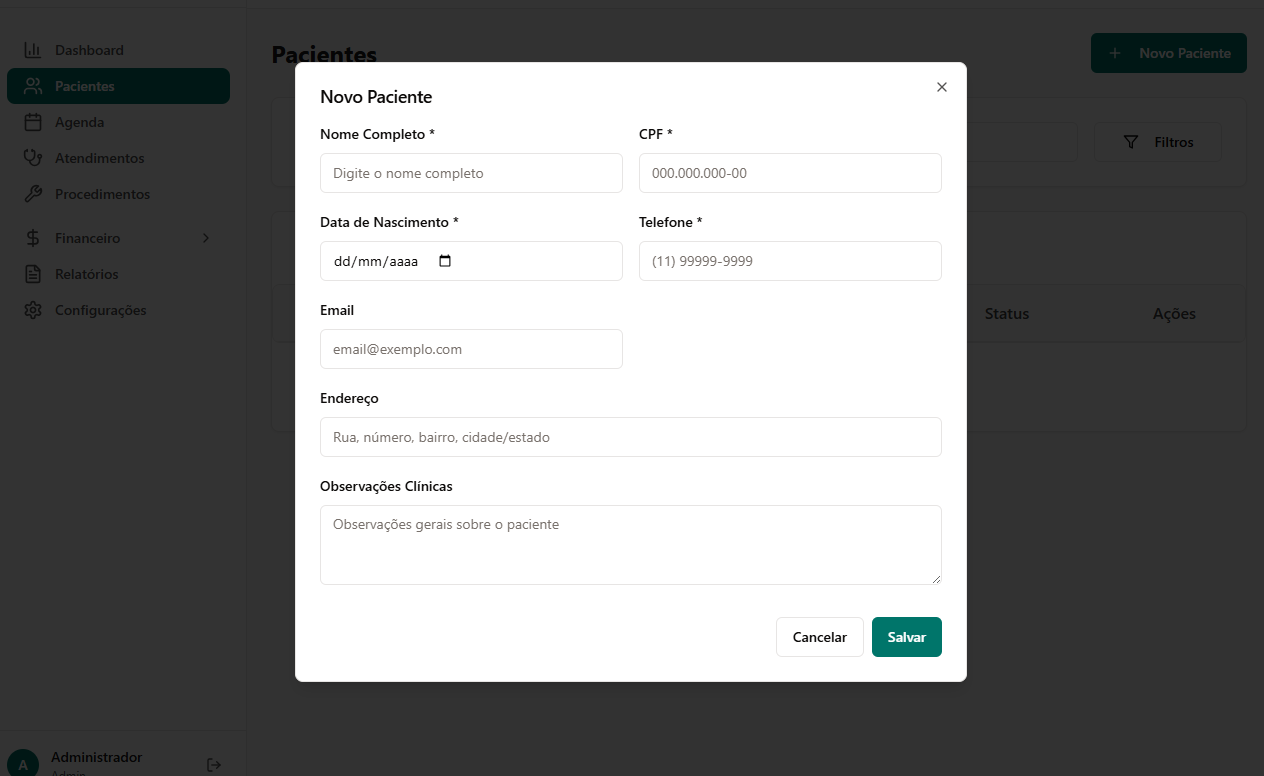 Dashboard
Pacientes
Agenda
Atendimentos
Procedimentos
Financeiro
Relatórios
Configurações
A
Administrador
Admin
Pacientes
+ Novo Paciente
Filtros
Status Ações
Novo Paciente
Nome Completo * CPF *
Digite o nome completo 000.000.000-00
Data de Nascimento * Telefone *
dd/mm/aaaa (11) 99999-9999
Email
email@exemplo.com
Endereço
Rua, número, bairro, cidade/estado
Observações Clínicas
Observações gerais sobre o paciente
Cancelar Salvar